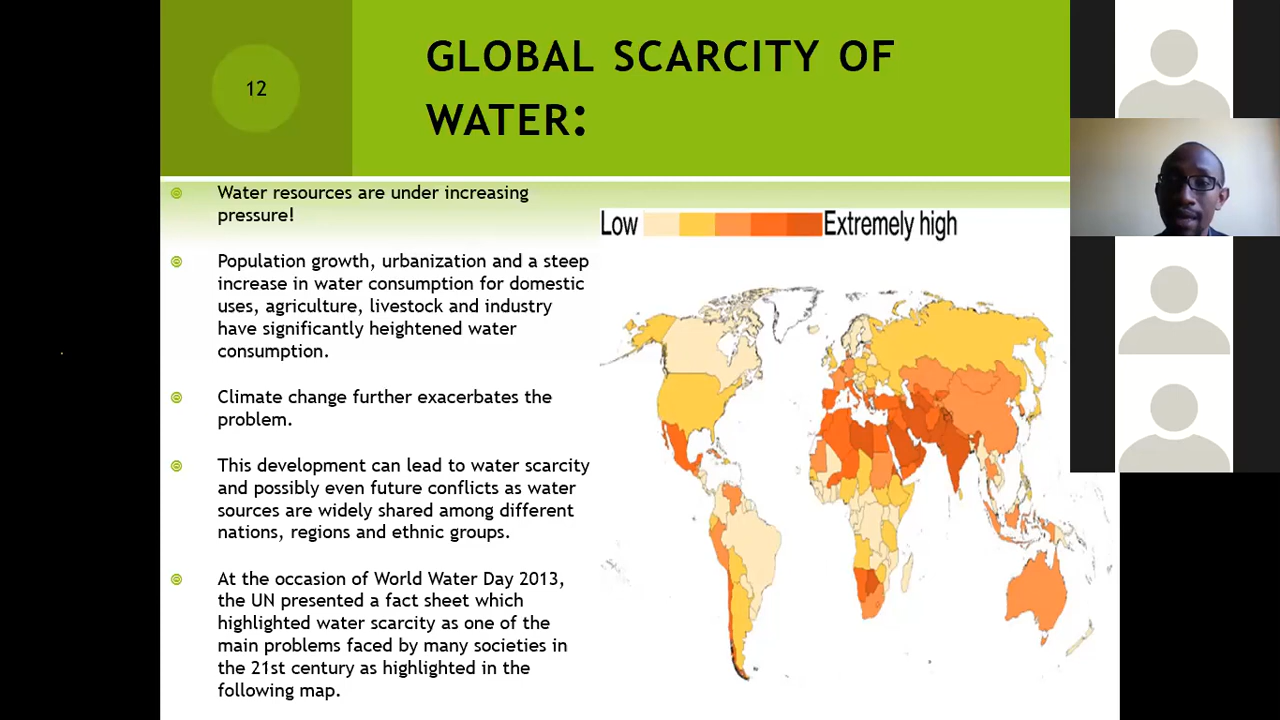 12
GLOBAL SCARCITY OF
WATER:
Water resources are under increasing
pressure!
Population growth, urbanization and a steep
increase in water consumption for domestic
uses, agriculture, livestock and industry
have significantly heightened water
consumption.
Climate change further exacerbates the
problem.
This development can lead to water scarcity
and possibly even future conflicts as water
sources are widely shared among different
nations, regions and ethnic groups.
At the occasion of World Water Day 2013,
the UN presented a fact sheet which
highlighted water scarcity as one of the
main problems faced by many societies in
the 21st century as highlighted in the
following map.
Low Extremely high